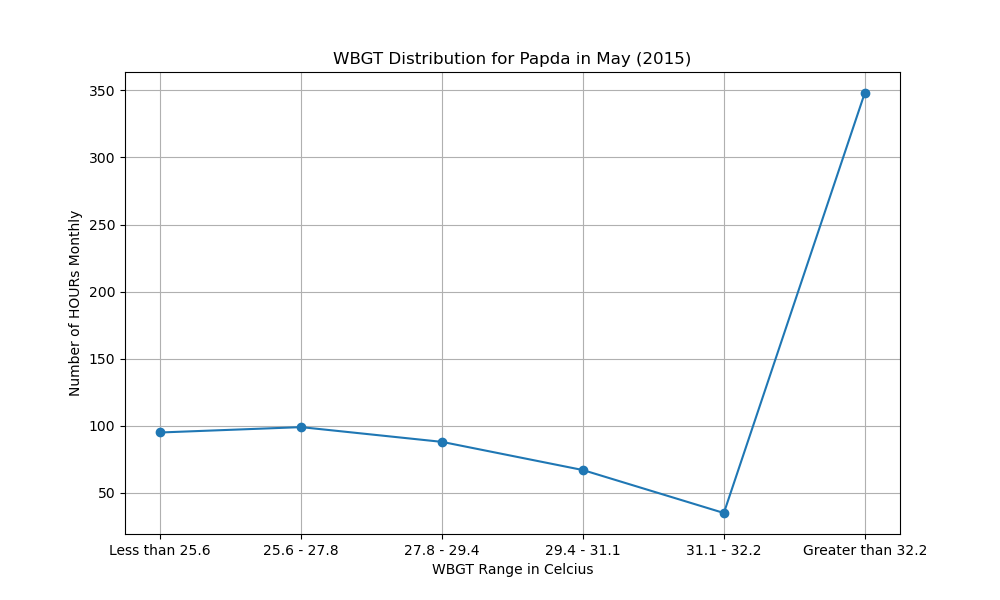 WBGT Distribution for Papda in May (2015)
Number of HOURs Monthly
350
300
250
200
150
100
50
Less than 25.6
25.6 - 27.8
27.8 - 29.4
29.4 - 31.1
31.1 - 32.2
Greater than 32.2
WBGT Range in Celcius